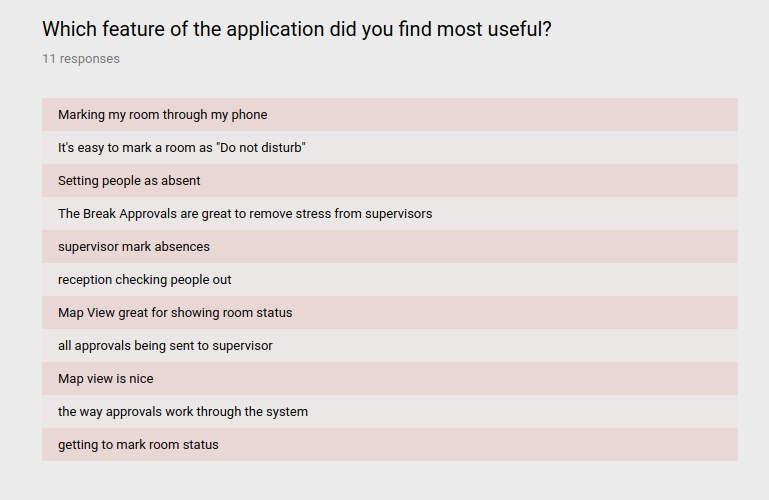 Which feature of the application did you find most useful?
11 responses
Marking my room through my phone
It's easy to mark a room as "Do not disturb"
Setting people as absent
The Break Approvals are great to remove stress from supervisors
supervisor mark absences
reception checking people out
Map View great for showing room status
all approvals being sent to supervisor
Map view is nice
the way approvals work through the system
getting to mark room status